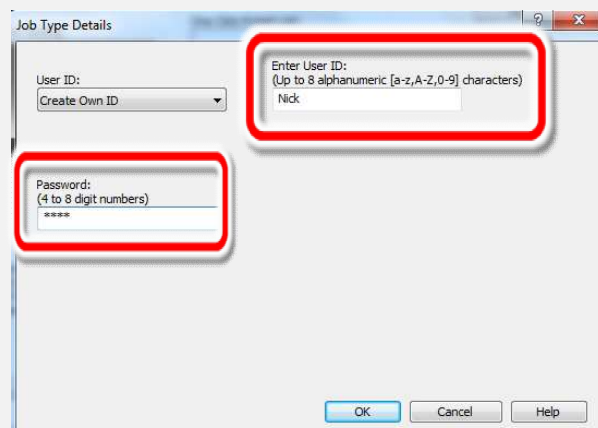 Job Type Details
User ID:
Create Own ID
Enter User ID:
(Up to 8 alphanumeric [a-z,A-Z,0-9] characters)
Nick
Password:
(4 to 8 digit numbers)
****
OK
Cancel
Help